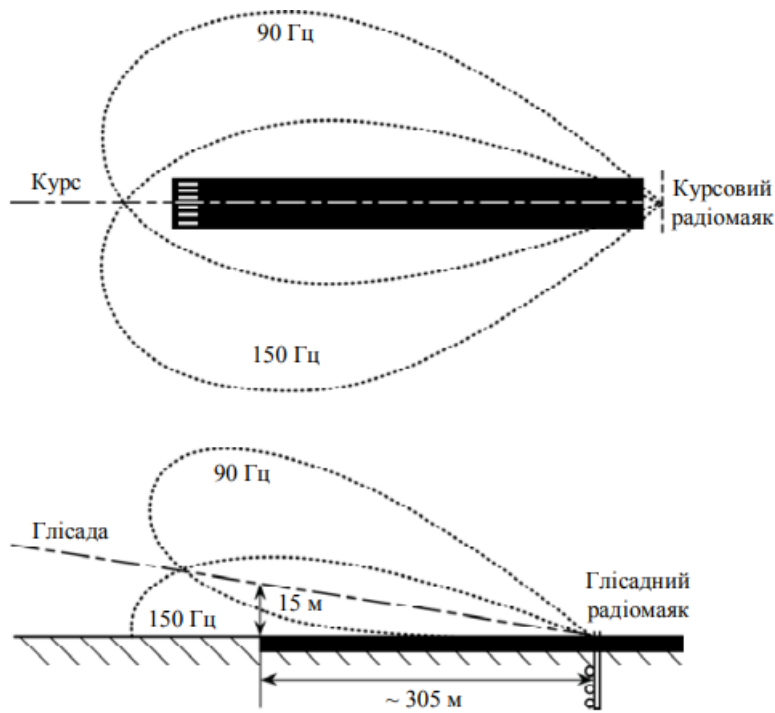 90 Гц
Курс
Курсовий
радіомаяк
150 Гц
90 Гц
Глісада
Глісадний
радіомаяк
15 м
150 Гц
~ 305 м